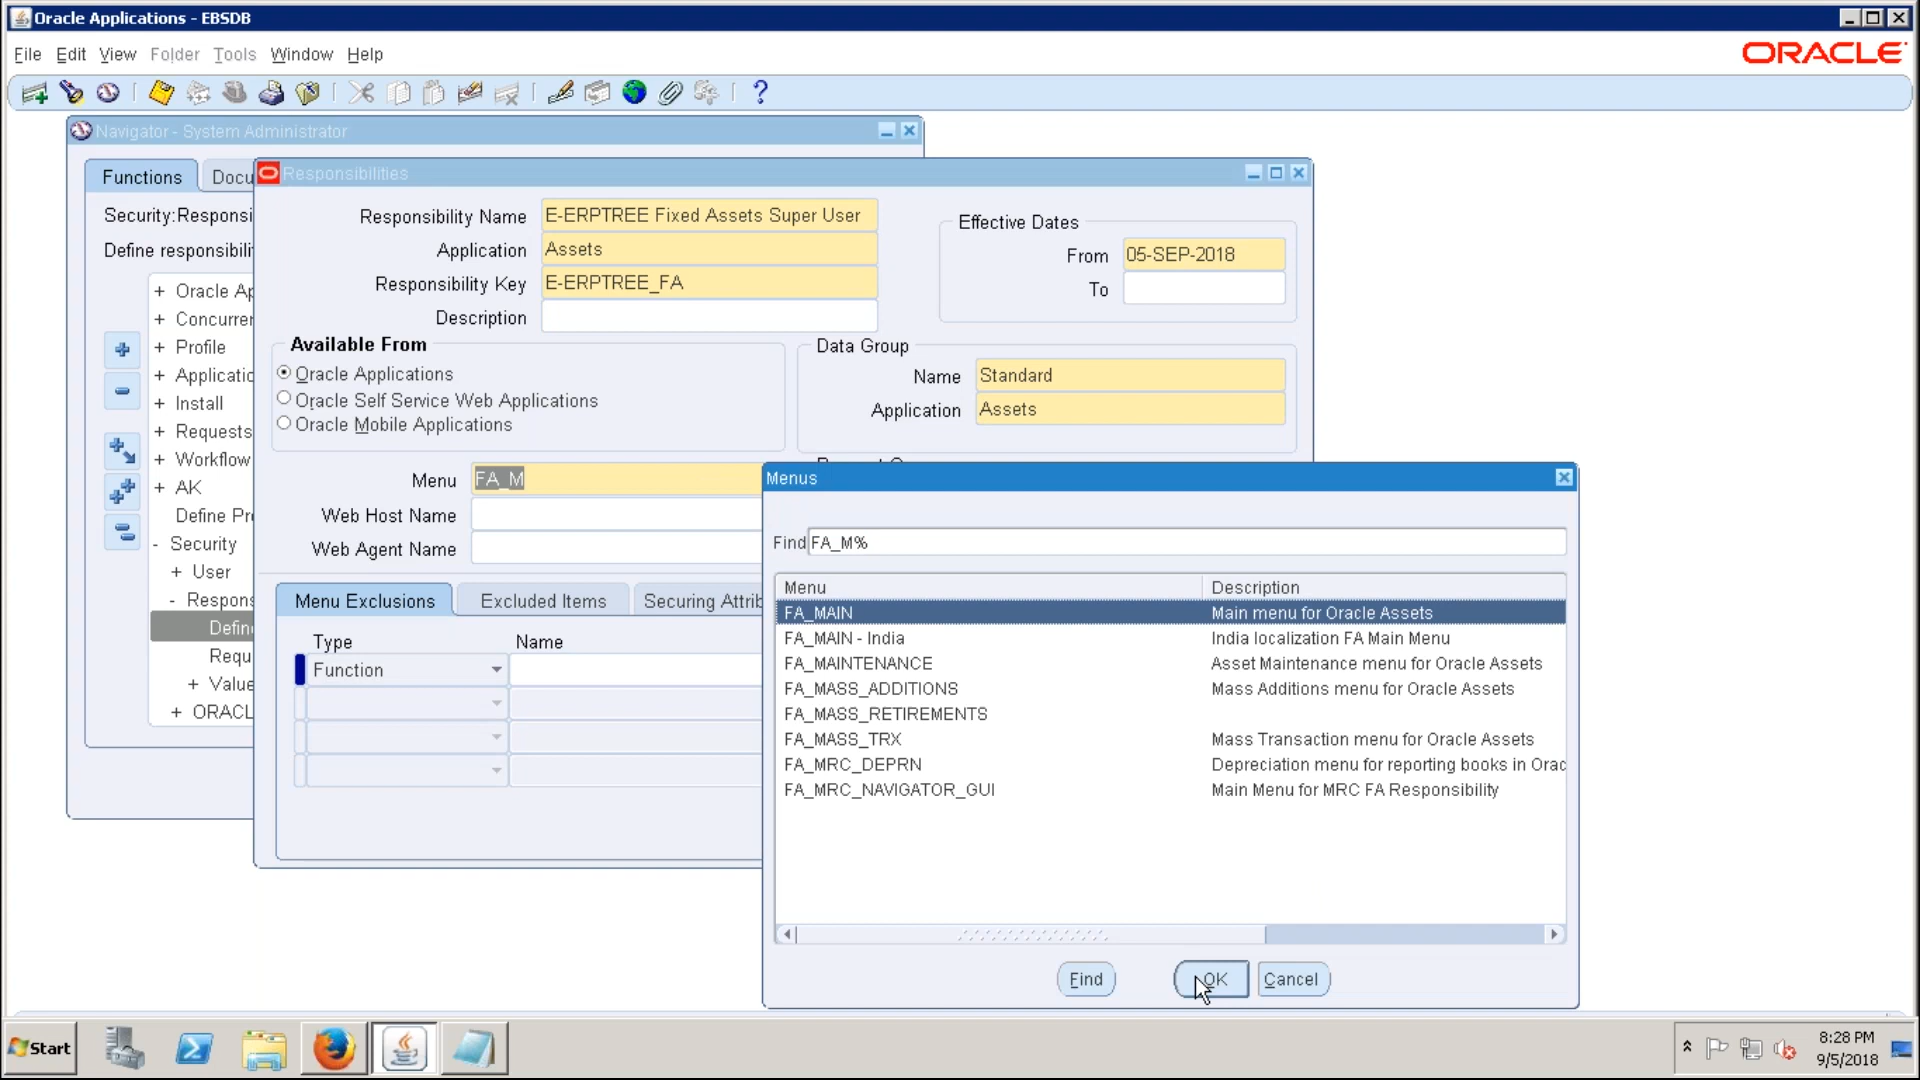 Oracle Applications - EBSDB
File Edit View Folder Tools Window Help
ORACLE
Navigator - System Administrator
Functions
Docu
Security:Responsi
Define responsibilit
+ Oracle Ap
+ Concurrer
+ Profile
+ Applicatio
+ Install
+ Requests
+ Workflow
+ AK
Define Pr
- Security
+ User
- Respons
Define
Requ
+ Value
+ ORACL
Responsibilities
Responsibility Name E-ERPTREE Fixed Assets Super User
Application Assets
Responsibility Key E-ERPTREE_FA
Description
Effective Dates
From 05-SEP-2018
To
Available From
Oracle Applications
Oracle Self Service Web Applications
Oracle Mobile Applications
Data Group
Name Standard
Application Assets
Menu FA_M
Web Host Name
Web Agent Name
Menu Exclusions
Excluded Items
Securing Attrib
Type Name
Function
Menus
Find FA_M%
Menu Description
FA_MAIN Main menu for Oracle Assets
FA_MAIN - India India localization FA Main Menu
FA_MAINTENANCE Asset Maintenance menu for Oracle Assets
FA_MASS_ADDITIONS Mass Additions menu for Oracle Assets
FA_MASS_RETIREMENTS
FA_MASS_TRX Mass Transaction menu for Oracle Assets
FA_MRC_DEPRN Depreciation menu for reporting books in Orac
FA_MRC_NAVIGATOR_GUI Main Menu for MRC FA Responsibility
Find OK Cancel
Start
8:28 PM
9/5/2018